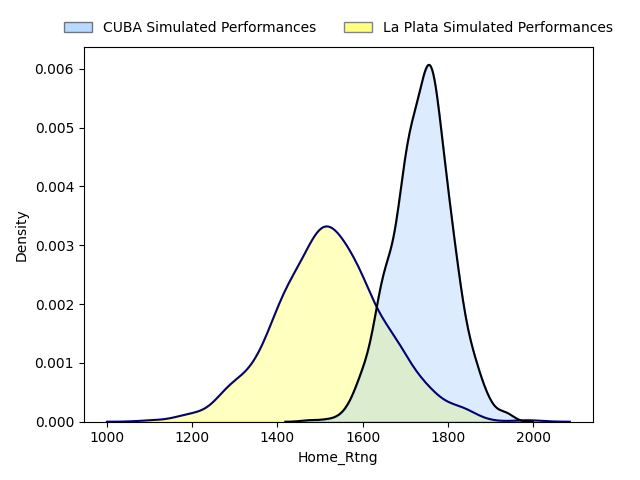 CUBA Simulated Performances La Plata Simulated Performances
0.006
0.005
0.004
0.003
0.002
0.001
0.000
Density
1000 1200 1400 1600 1800 2000
Home_Rtng